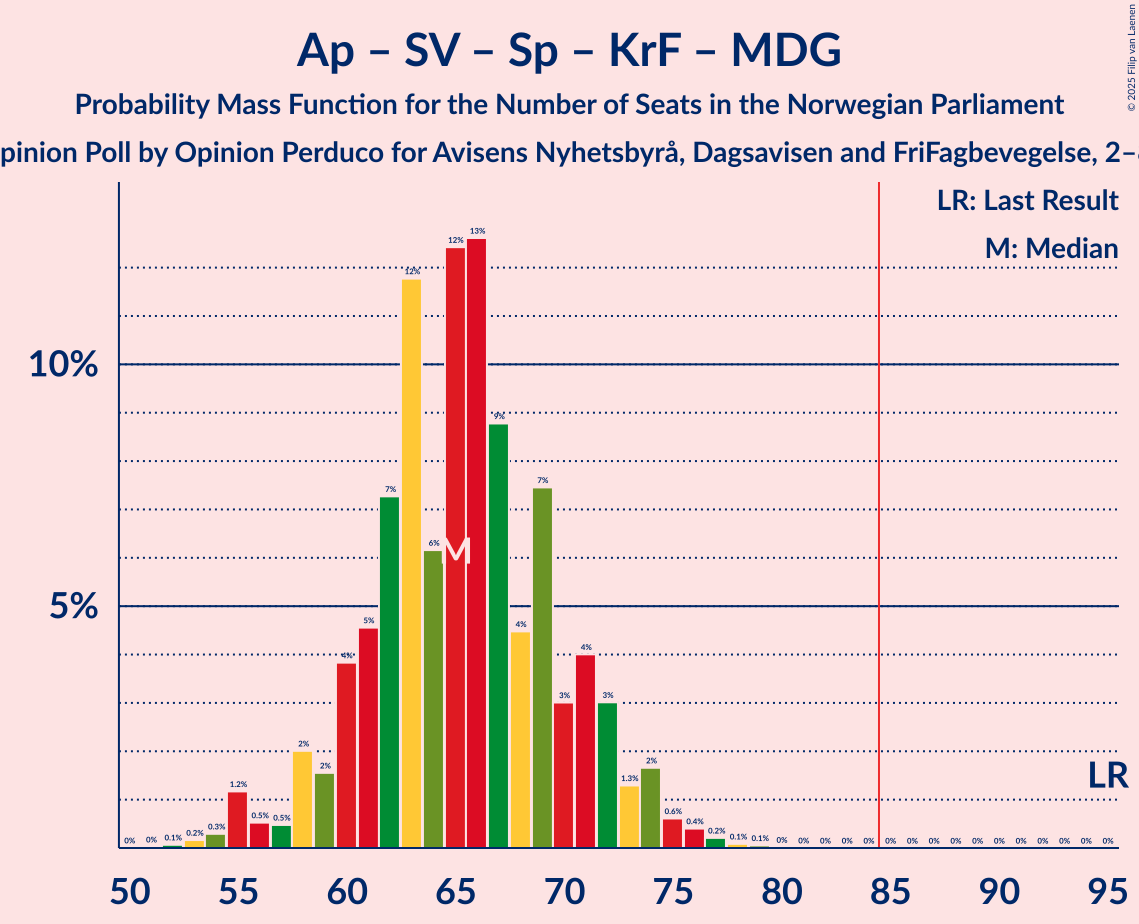 Ap – SV – Sp – KrF – MDG
Probability Mass Function for the Number of Seats in the Norwegian Parliament
pinion Poll by Opinion Perduco for Avisens Nyhetsbyrå, Dagsavisen and FriFagbevegelse, 2–
© 2025 Filip van Laenen
LR: Last Result
M: Median
10%
5%
0% 0% 0.1% 0.2% 0.3% 1.2% 0.5% 0.5% 2% 2% 4% 5% 7% 12% 6% 12% 13% 9% 4% 7% 3% 4% 3% 1.3% 2% 0.6% 0.4% 0.2% 0.1% 0.1% 0% 0% 0% 0% 0% 0% 0% 0% 0% 0% 0% 0% 0% 0% 0% 0%
M
LR
50 55 60 65 70 75 80 85 90 95